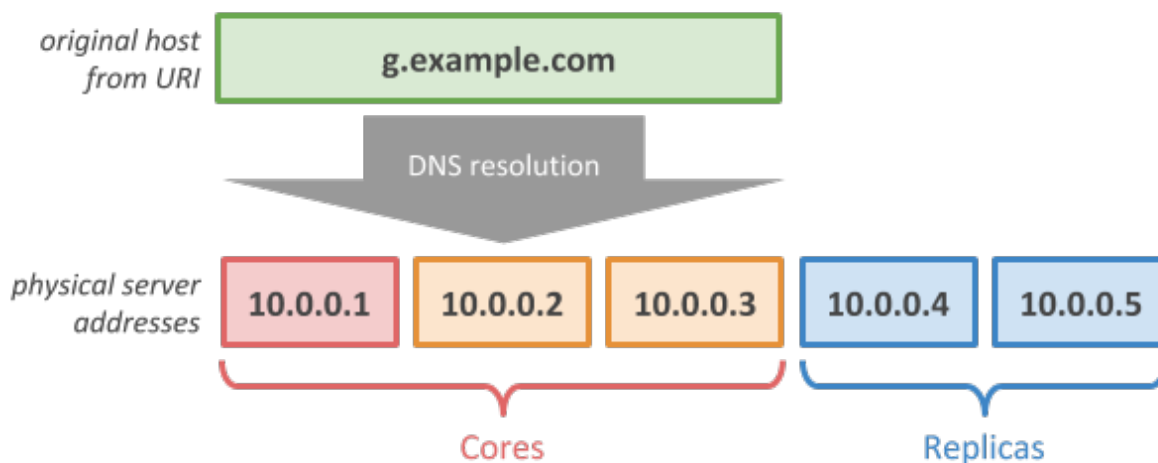 original host
from URI
g.example.com
DNS resolution
physical server
addresses
10.0.0.1
10.0.0.2
10.0.0.3
10.0.0.4
10.0.0.5
Cores
Replicas